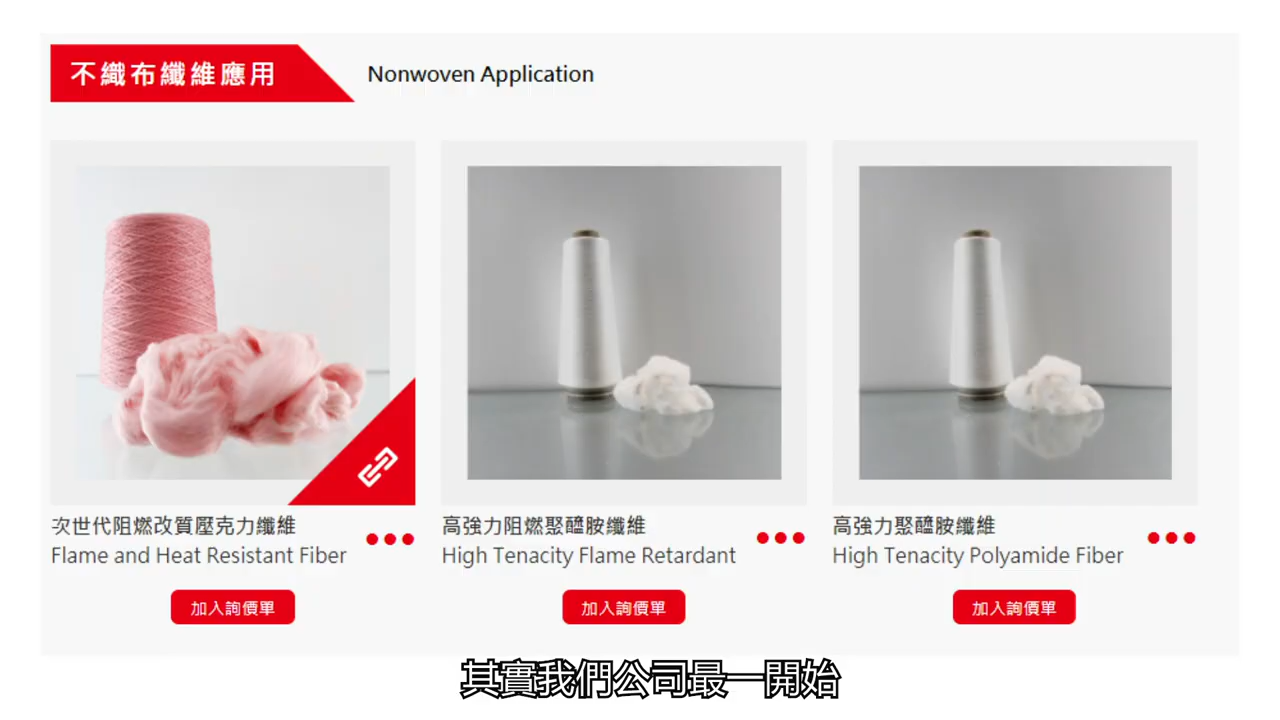 不織布纖維應用
Nonwoven Application
次世代阻燃改質壓克力纖維
Flame and Heat Resistant Fiber
加入詢價單
高強力阻燃聚醯胺纖維
High Tenacity Flame Retardant
加入詢價單
高強力聚醯胺纖維
High Tenacity Polyamide Fiber
加入詢價單
其實我們公司最一開始